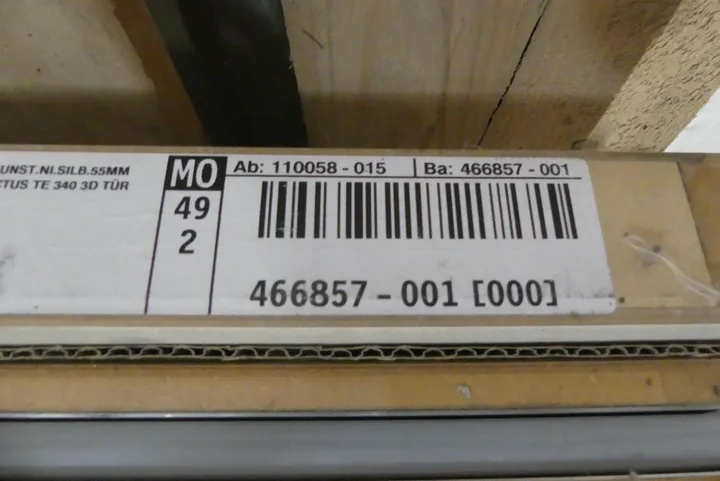 UNST.NI.SILB.55MM
CTUS TE 340 3D TÜR
MO
49
2
Ab: 110058 - 015 Ba: 466857 - 001
466857 - 001 [000]